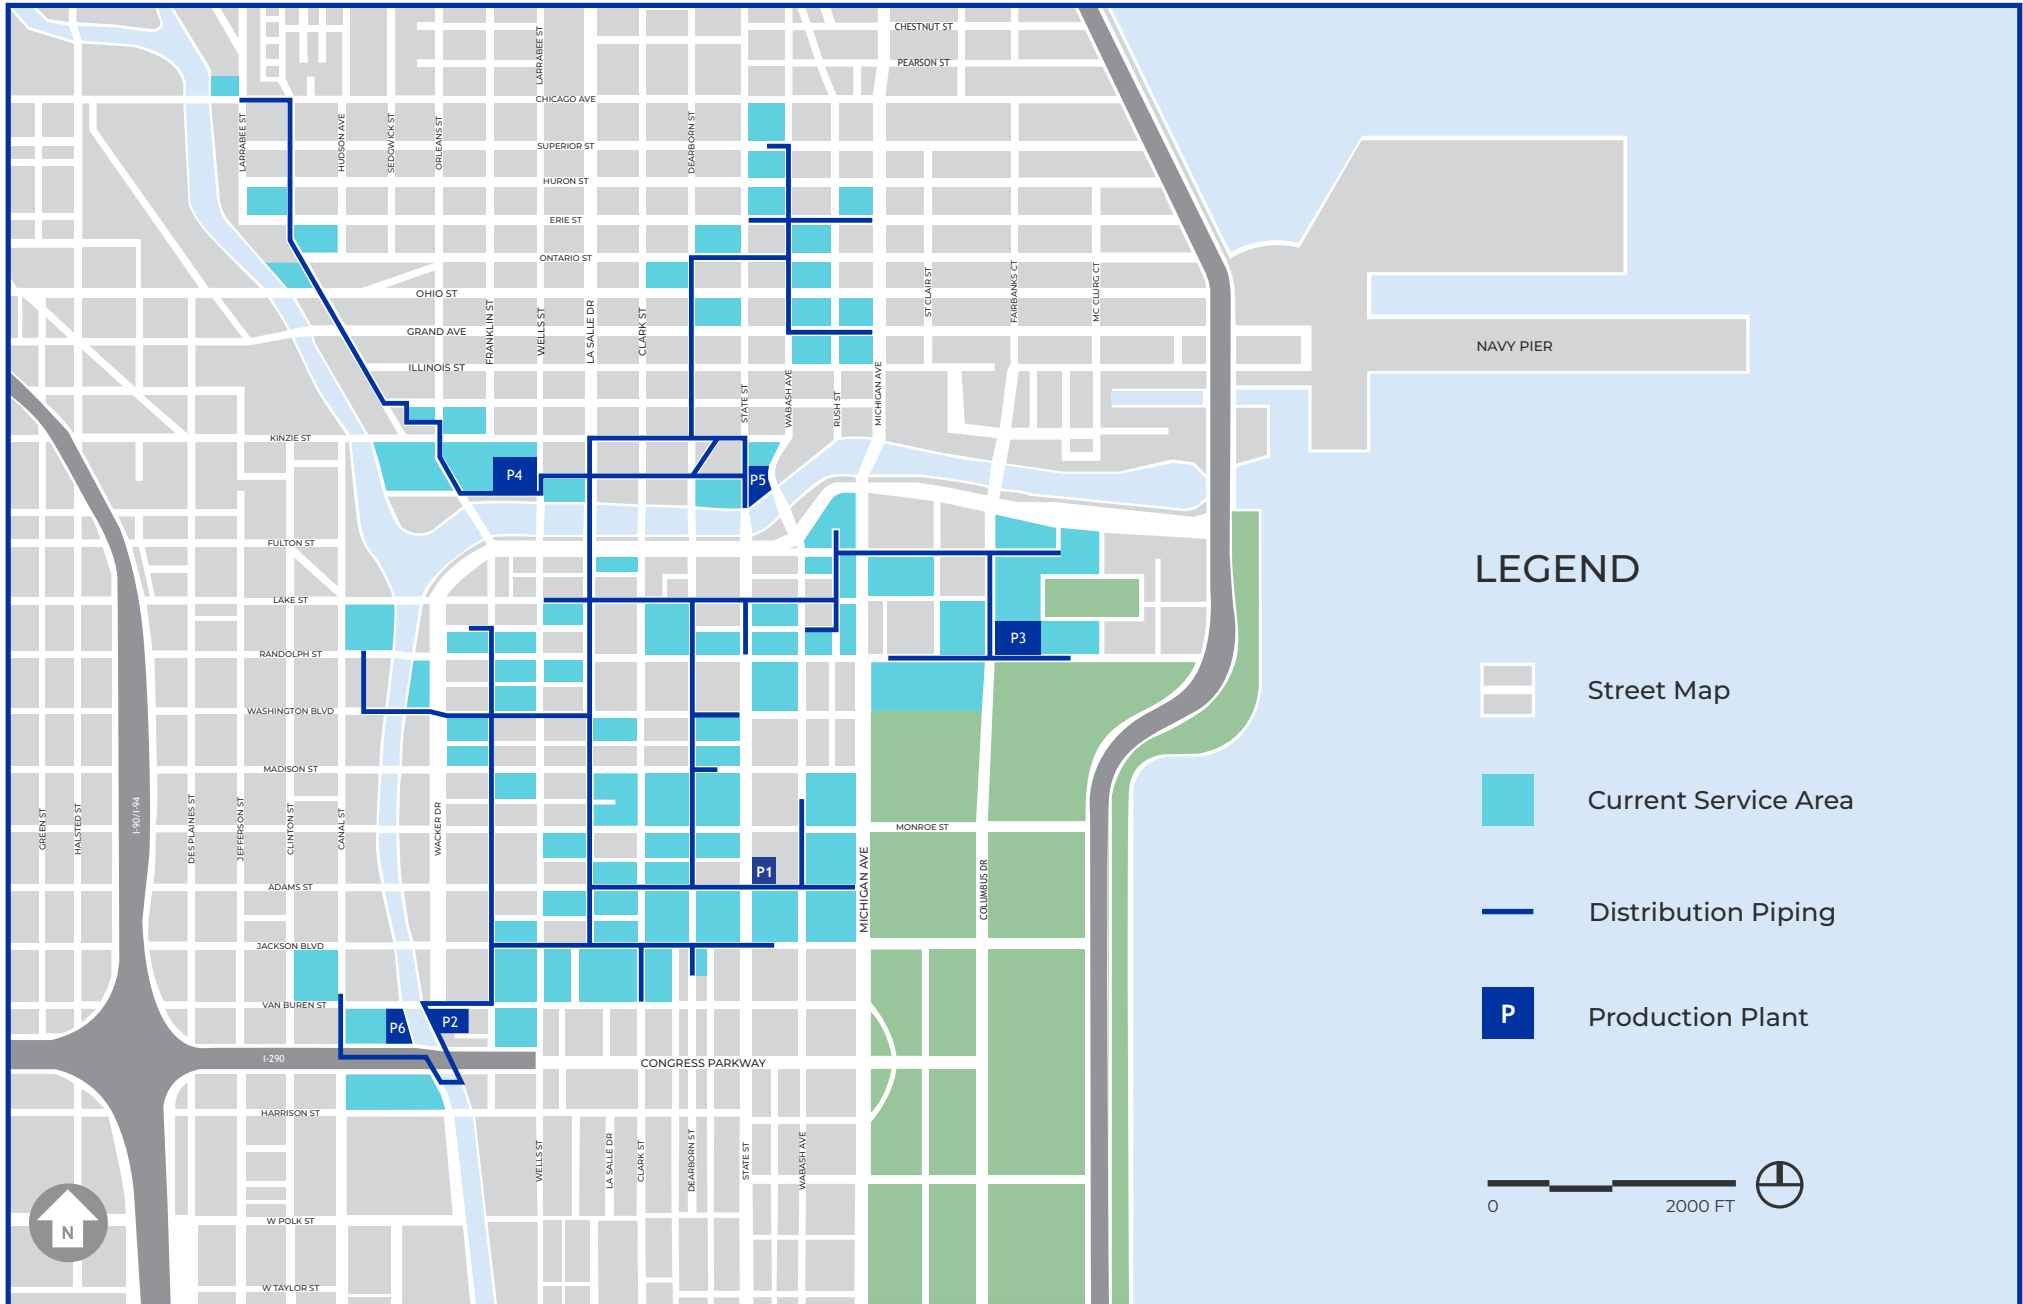 CHESTNUT ST
PEARSON ST
LARRABEE ST
CHICAGO AVE
LARRABEE ST
HUDSON AVE
SEDGWICK ST
ORLEANS ST
DEARBORN ST
SUPERIOR ST
HURON ST
ERIE ST
ONTARIO ST
OHIO ST
GRAND AVE
ILLINOIS ST
FRANKLIN ST
WELLS ST
LA SALLE DR
CLARK ST
ST CLAIR ST
FAIRBANKS CT
MC CLURG CT
NAVY PIER
STATE ST
WABASH AVE
RUSH ST
MICHIGAN AVE
KINZIE ST
P4
P5
FULTON ST
LAKE ST
P3
RANDOLPH ST
WASHINGTON BLVD
MADISON ST
GREEN ST
HALSTED ST
I-90/I-94
DES PLAINES ST
JEFFERSON ST
CLINTON ST
CANAL ST
WACKER DR
MONROE ST
P1
MICHIGAN AVE
COLUMBUS DR
ADAMS ST
JACKSON BLVD
VAN BUREN ST
P6
P2
I-290
CONGRESS PARKWAY
HARRISON ST
WELLS ST
LA SALLE DR
CLARK ST
DEARBORN ST
STATE ST
WABASH AVE
W POLK ST
N
W TAYLOR ST
LEGEND
Street Map
Current Service Area
Distribution Piping
P
Production Plant
0
2000 FT